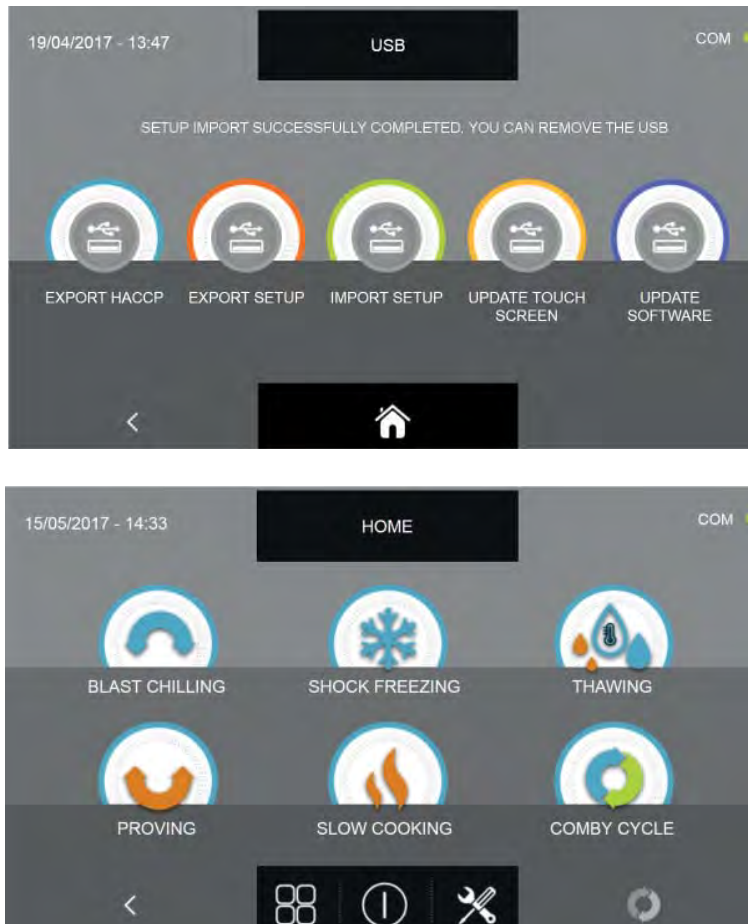 19/04/2017 - 13:47
USB
COM
SETUP IMPORT SUCCESSFULLY COMPLETED. YOU CAN REMOVE THE USB
EXPORT HACCP
EXPORT SETUP
IMPORT SETUP
UPDATE TOUCH
SCREEN
UPDATE
SOFTWARE
15/05/2017 - 14:33
HOME
COM
BLAST CHILLING
SHOCK FREEZING
THAWING
PROVING
SLOW COOKING
COMBY CYCLE